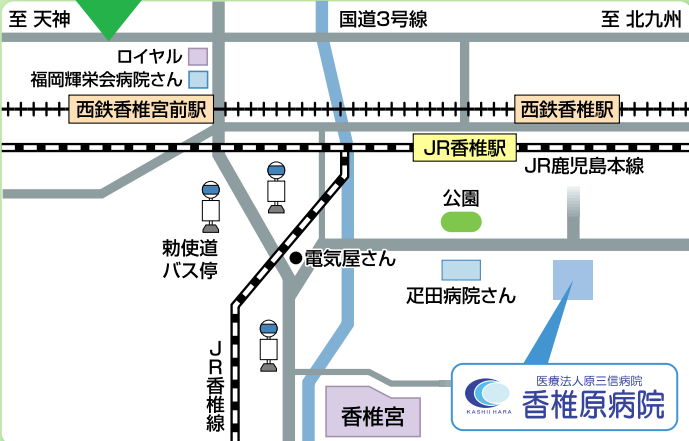 至 天神
国道3号線
至 北九州
ロイヤル
福岡輝栄会病院さん
西鉄香椎宮前駅
西鉄香椎駅
JR香椎駅
JR鹿児島本線
公園
勅使道
バス停
電気屋さん
疋田病院さん
JR香椎線
香椎宮
KASHII HARA
医療法人原三信病院
香椎原病院